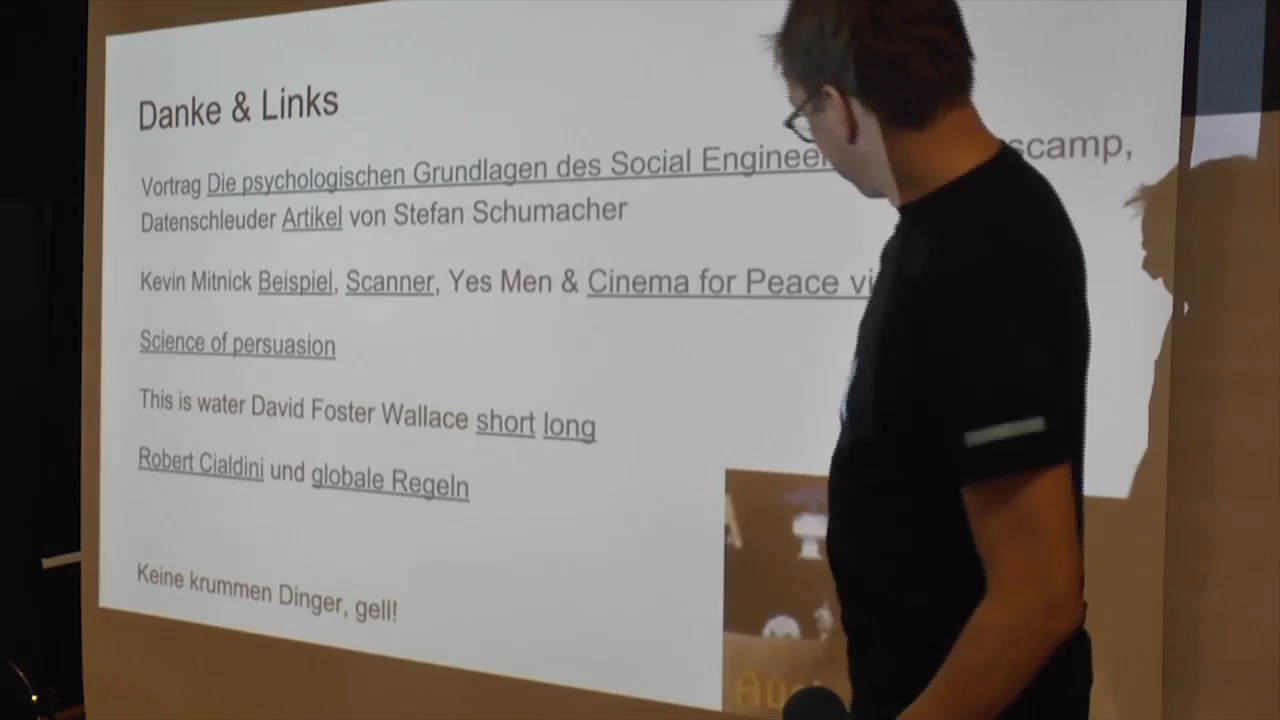 Danke & Links
Vortrag Die psychologischen Grundlagen des Social Enginee scamp,
Datenschleuder Artikel von Stefan Schumacher
Kevin Mitnick Beispiel, Scanner, Yes Men & Cinema for Peace vi
Science of persuasion
This is water David Foster Wallace short long
Robert Cialdini und globale Regeln
Keine krummen Dinger, gell!